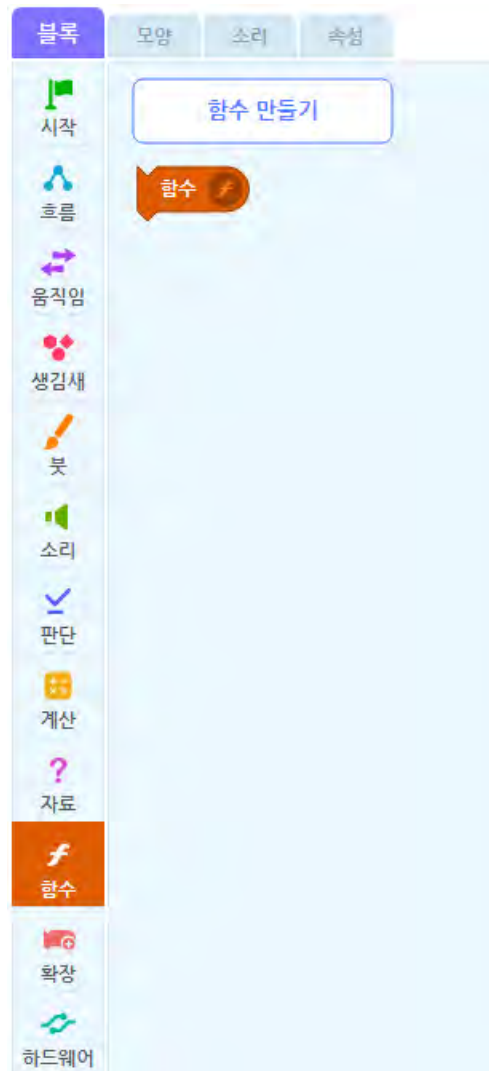 블록 모양 소리 속성
함수 만들기
함수 f
시작
흐름
움직임
생김새
붓
소리
판단
계산
? 자료
f 함수
확장
하드웨어